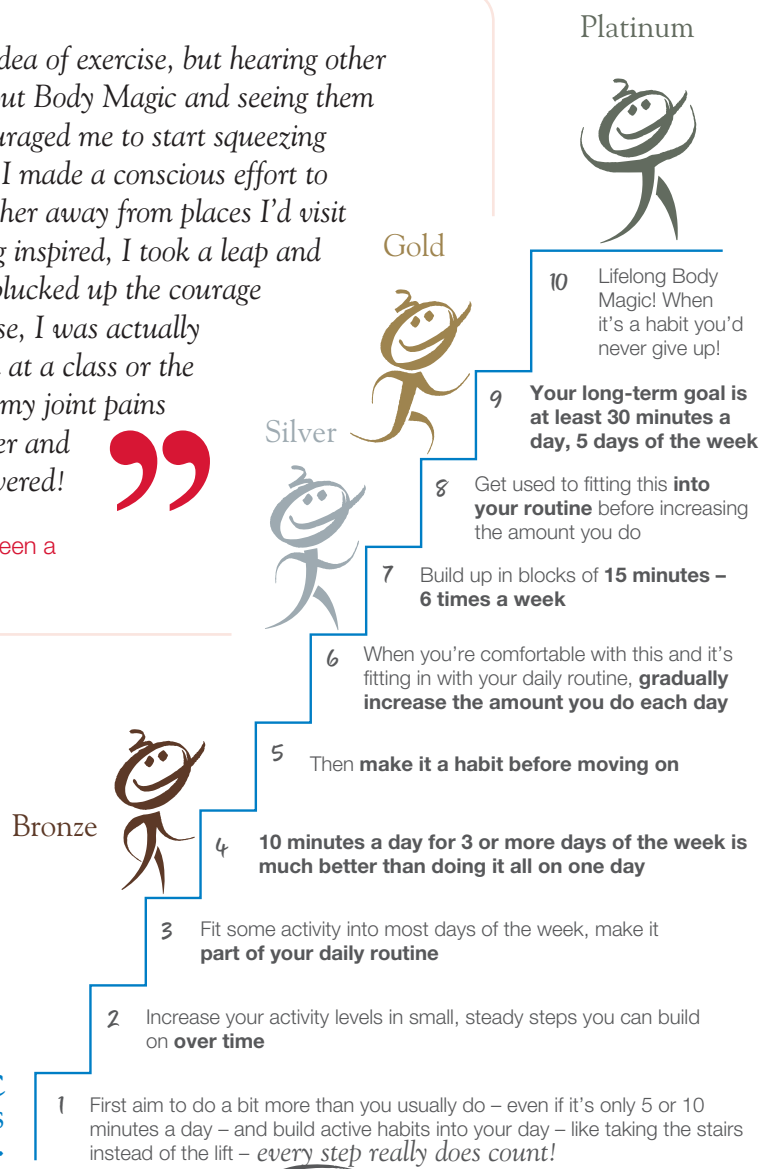 dea of exercise, but hearing other
out Body Magic and seeing them
uraged me to start squeezing
I made a conscious effort to
her away from places I'd visit
g inspired, I took a leap and
plucked up the courage
se, I was actually
at a class or the
my joint pains
er and
vered!
”
een a
Platinum
Gold
Silver
Bronze
10 Lifelong Body
Magic! When
it's a habit you'd
never give up!
9 Your long-term goal is
at least 30 minutes a
day, 5 days of the week
8 Get used to fitting this into
your routine before increasing
the amount you do
7 Build up in blocks of 15 minutes –
6 times a week
6 When you're comfortable with this and it's
fitting in with your daily routine, gradually
increase the amount you do each day
5 Then make it a habit before moving on
4 10 minutes a day for 3 or more days of the week is
much better than doing it all on one day
3 Fit some activity into most days of the week, make it
part of your daily routine
2 Increase your activity levels in small, steady steps you can build
on over time
1 First aim to do a bit more than you usually do – even if it's only 5 or 10
minutes a day – and build active habits into your day – like taking the stairs
instead of the lift – every step really does count!